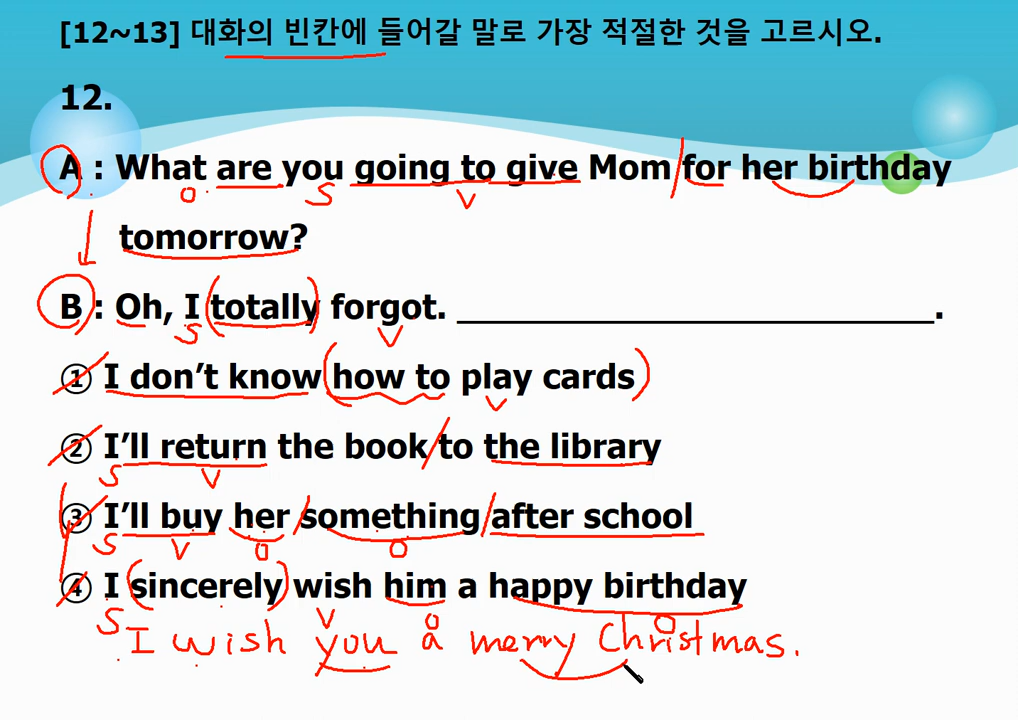 [12~13] 대화의 빈칸에 들어갈 말로 가장 적절한 것을 고르시오.
12.
A : What are you going to give Mom for her birthday
O S V
tomorrow?
B : Oh, I totally forgot. ______________________________.
S V
① I don't know how to play cards
V
② I'll return the book to the library
S V
③ I'll buy her something after school
S V O O
④ I sincerely wish him a happy birthday
S V O O
I wish you a merry Christmas.